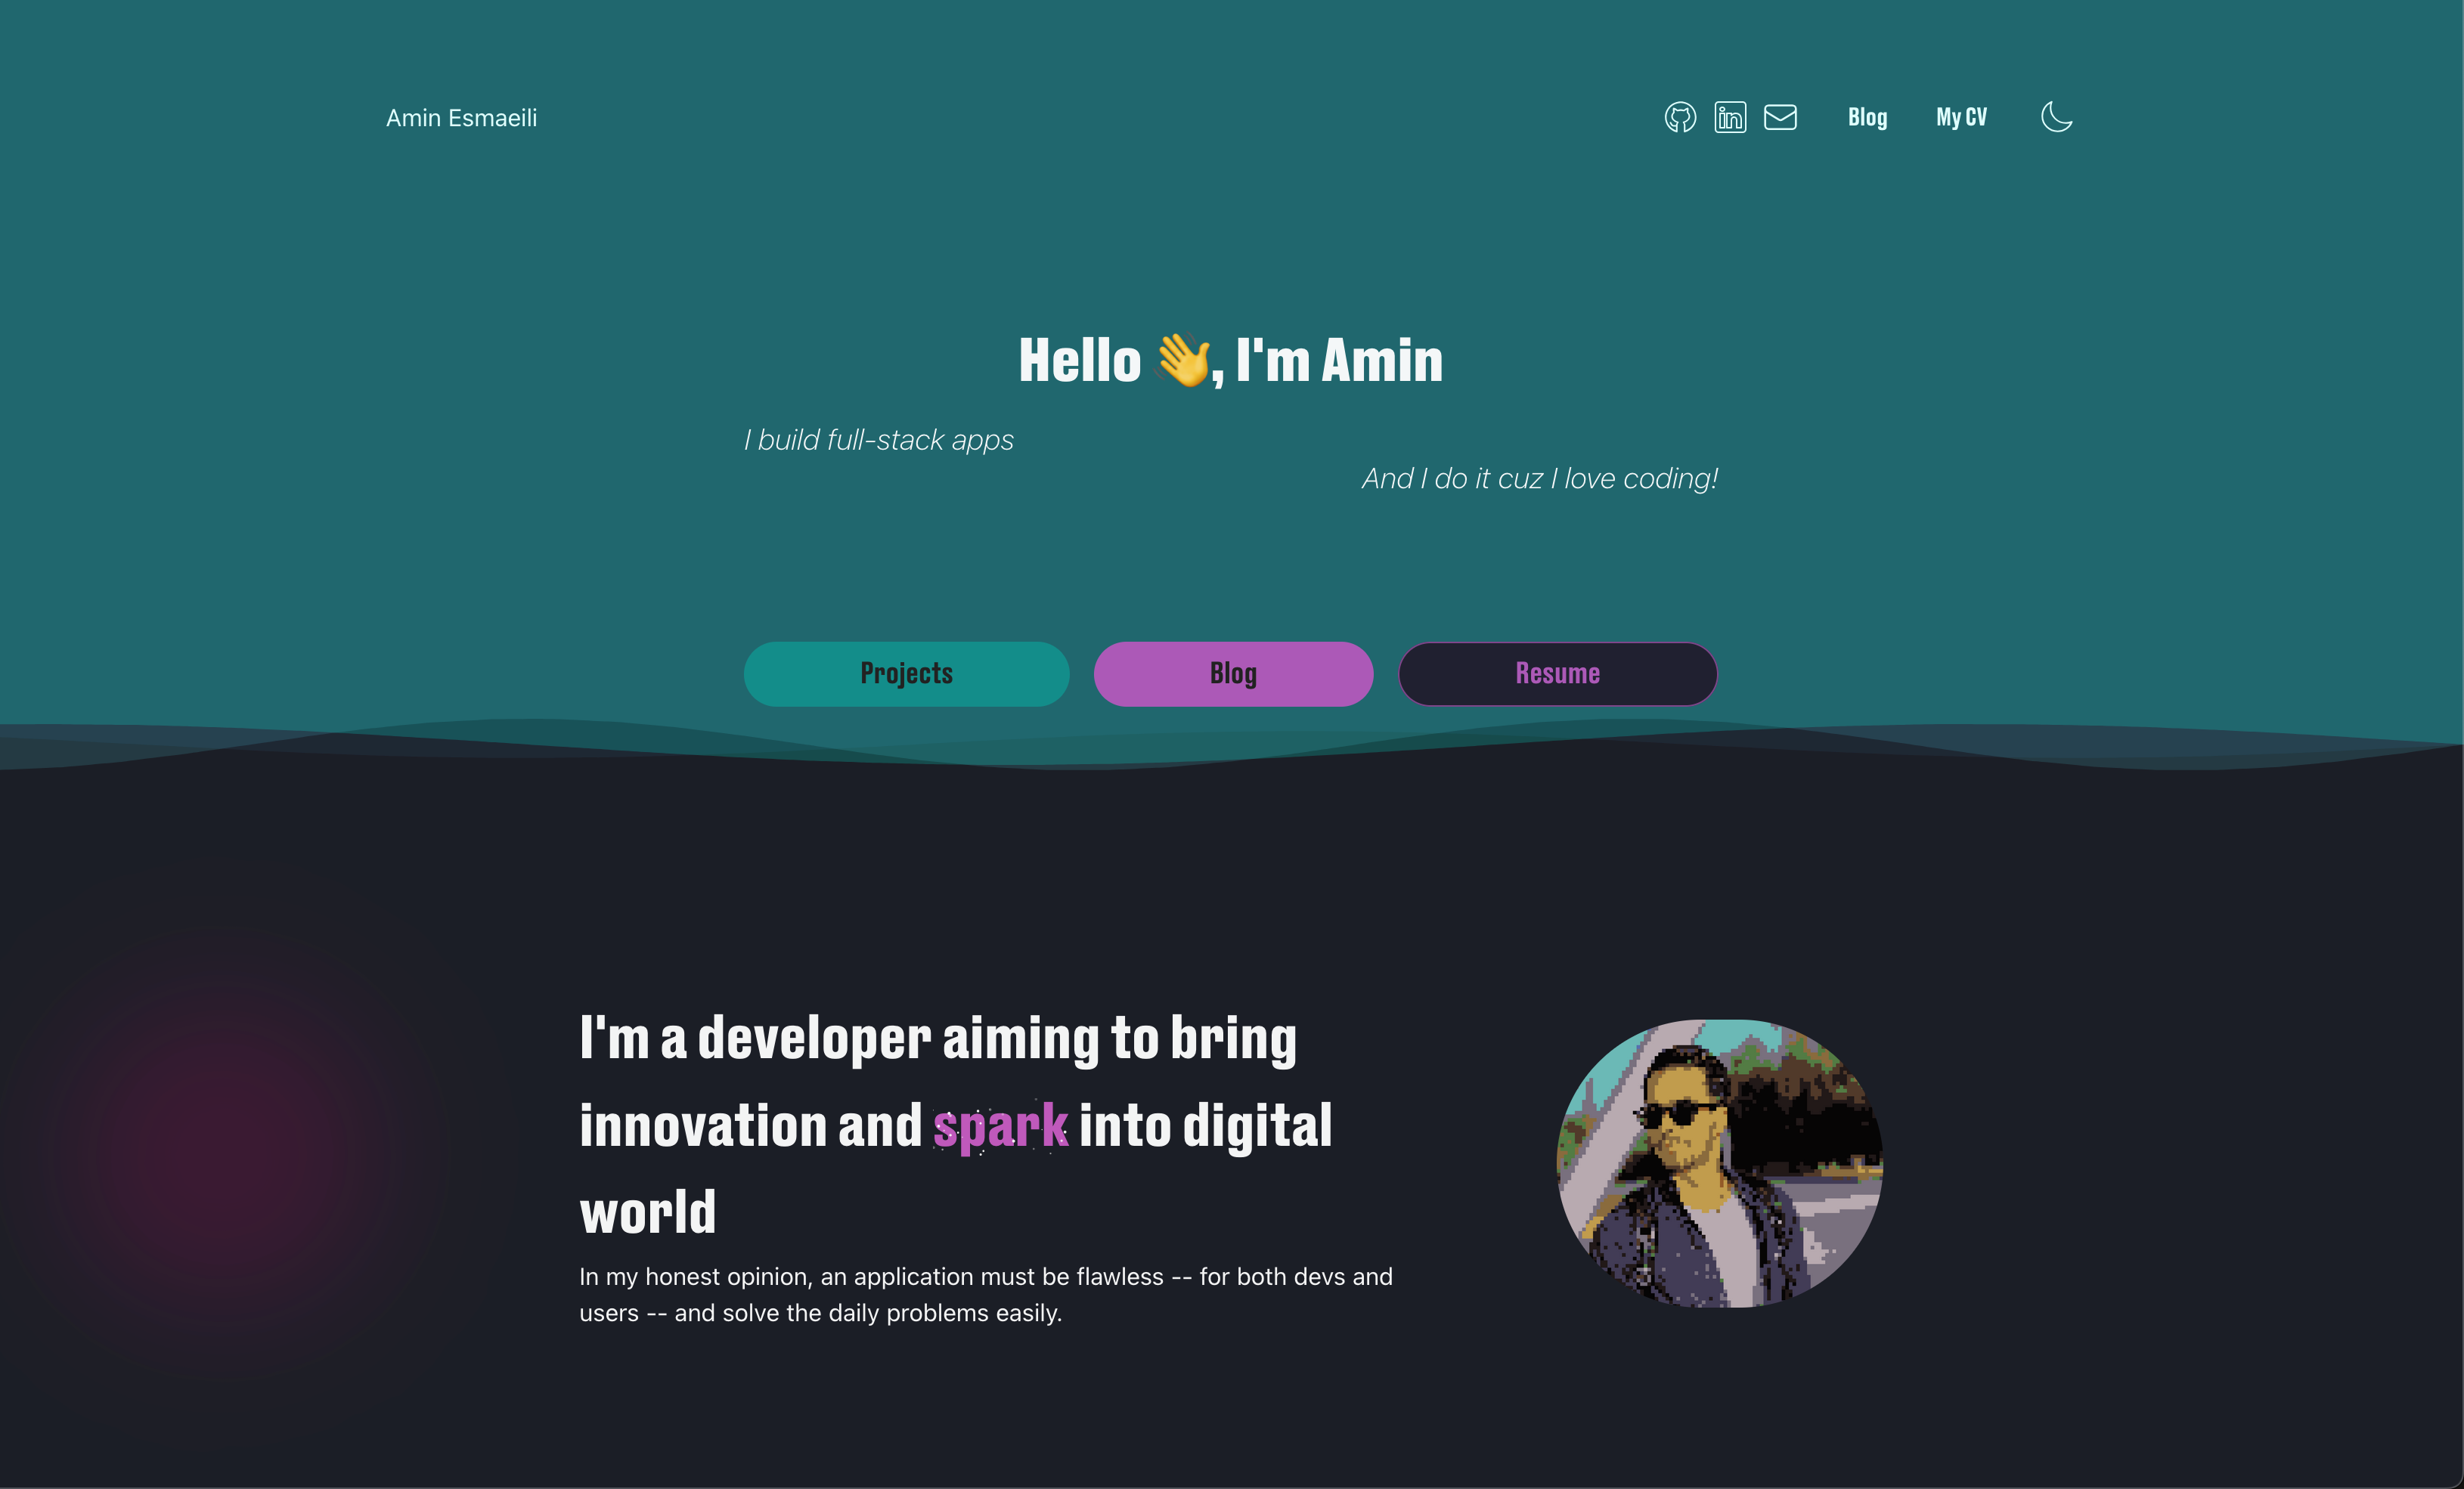 Amin Esmaeili
Blog
My CV
Hello 👋, I'm Amin
I build full-stack apps
And I do it cuz I love coding!
Projects
Blog
Resume
I'm a developer aiming to bring
innovation and spark into digital
world
In my honest opinion, an application must be flawless -- for both devs and
users -- and solve the daily problems easily.